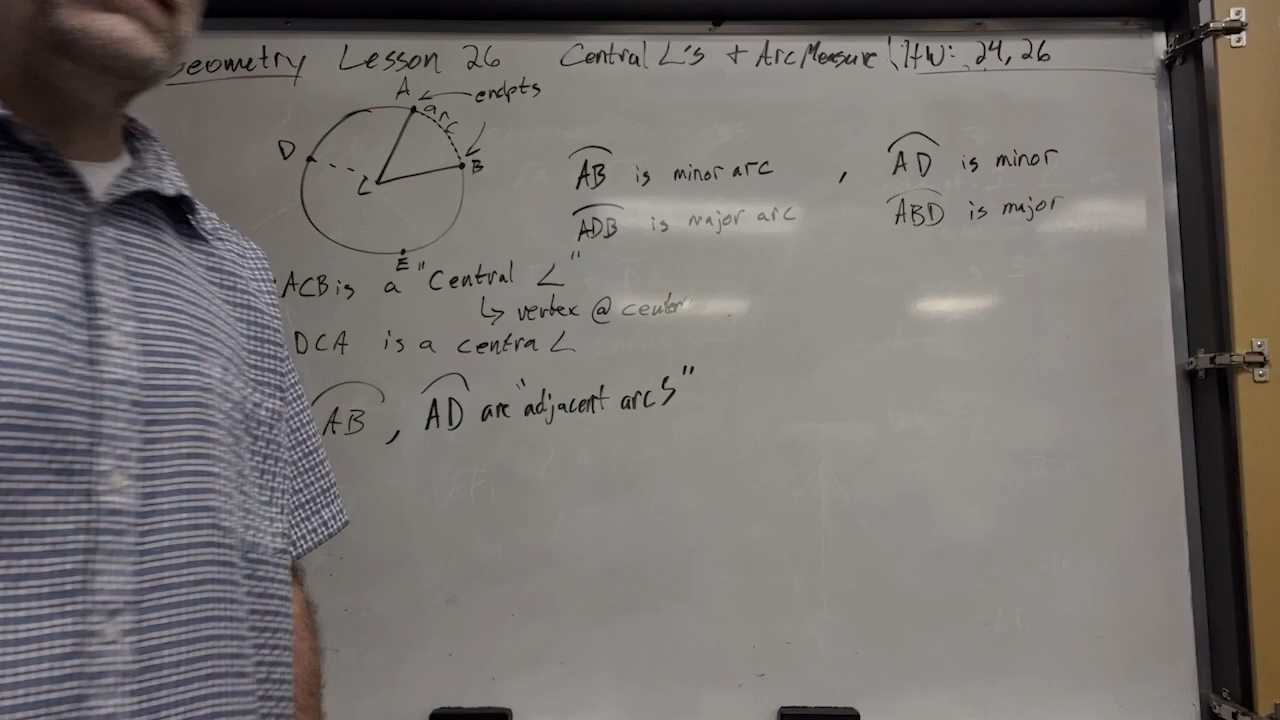 Geometry Lesson 26 Central ∠'s + Arc Measure HW: 24, 26
A ← endpts
arc
D
B
C
E
AB is minor arc , AD is minor
ADB is major arc ABD is major
ACB is a "Central ∠"
↳ vertex @ center
DCA is a central ∠
AB , AD are "adjacent arcs"